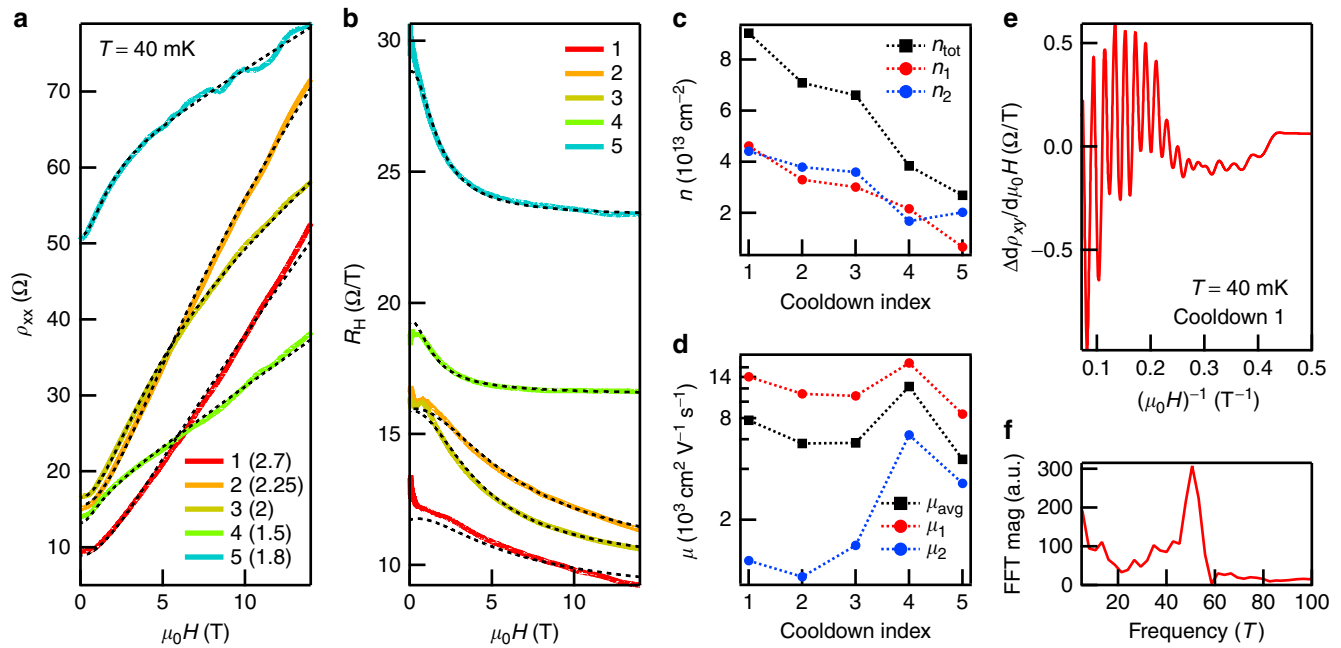 a
T = 40 mK
70
60
50
40
30
20
10
ρxx (Ω)
1 (2.7)
2 (2.25)
3 (2)
4 (1.5)
5 (1.8)
0
5
10
μ0H (T)
b
30
25
20
15
10
RH (Ω/T)
1
2
3
4
5
0
5
10
μ0H (T)
c
8
6
4
2
n (10^13 cm^−2)
ntot
n1
n2
1 2 3 4 5
Cooldown index
d
14
8
2
μ (10^3 cm^2 V^−1 s^−1)
μavg
μ1
μ2
1 2 3 4 5
Cooldown index
e
0.5
0.0
−0.5
Δdρxy/dμ0H (Ω/T)
T = 40 mK
Cooldown 1
0.1 0.2 0.3 0.4 0.5
(μ0H)^−1 (T^−1)
f
300
200
100
0
FFT mag (a.u.)
20 40 60 80 100
Frequency (T)